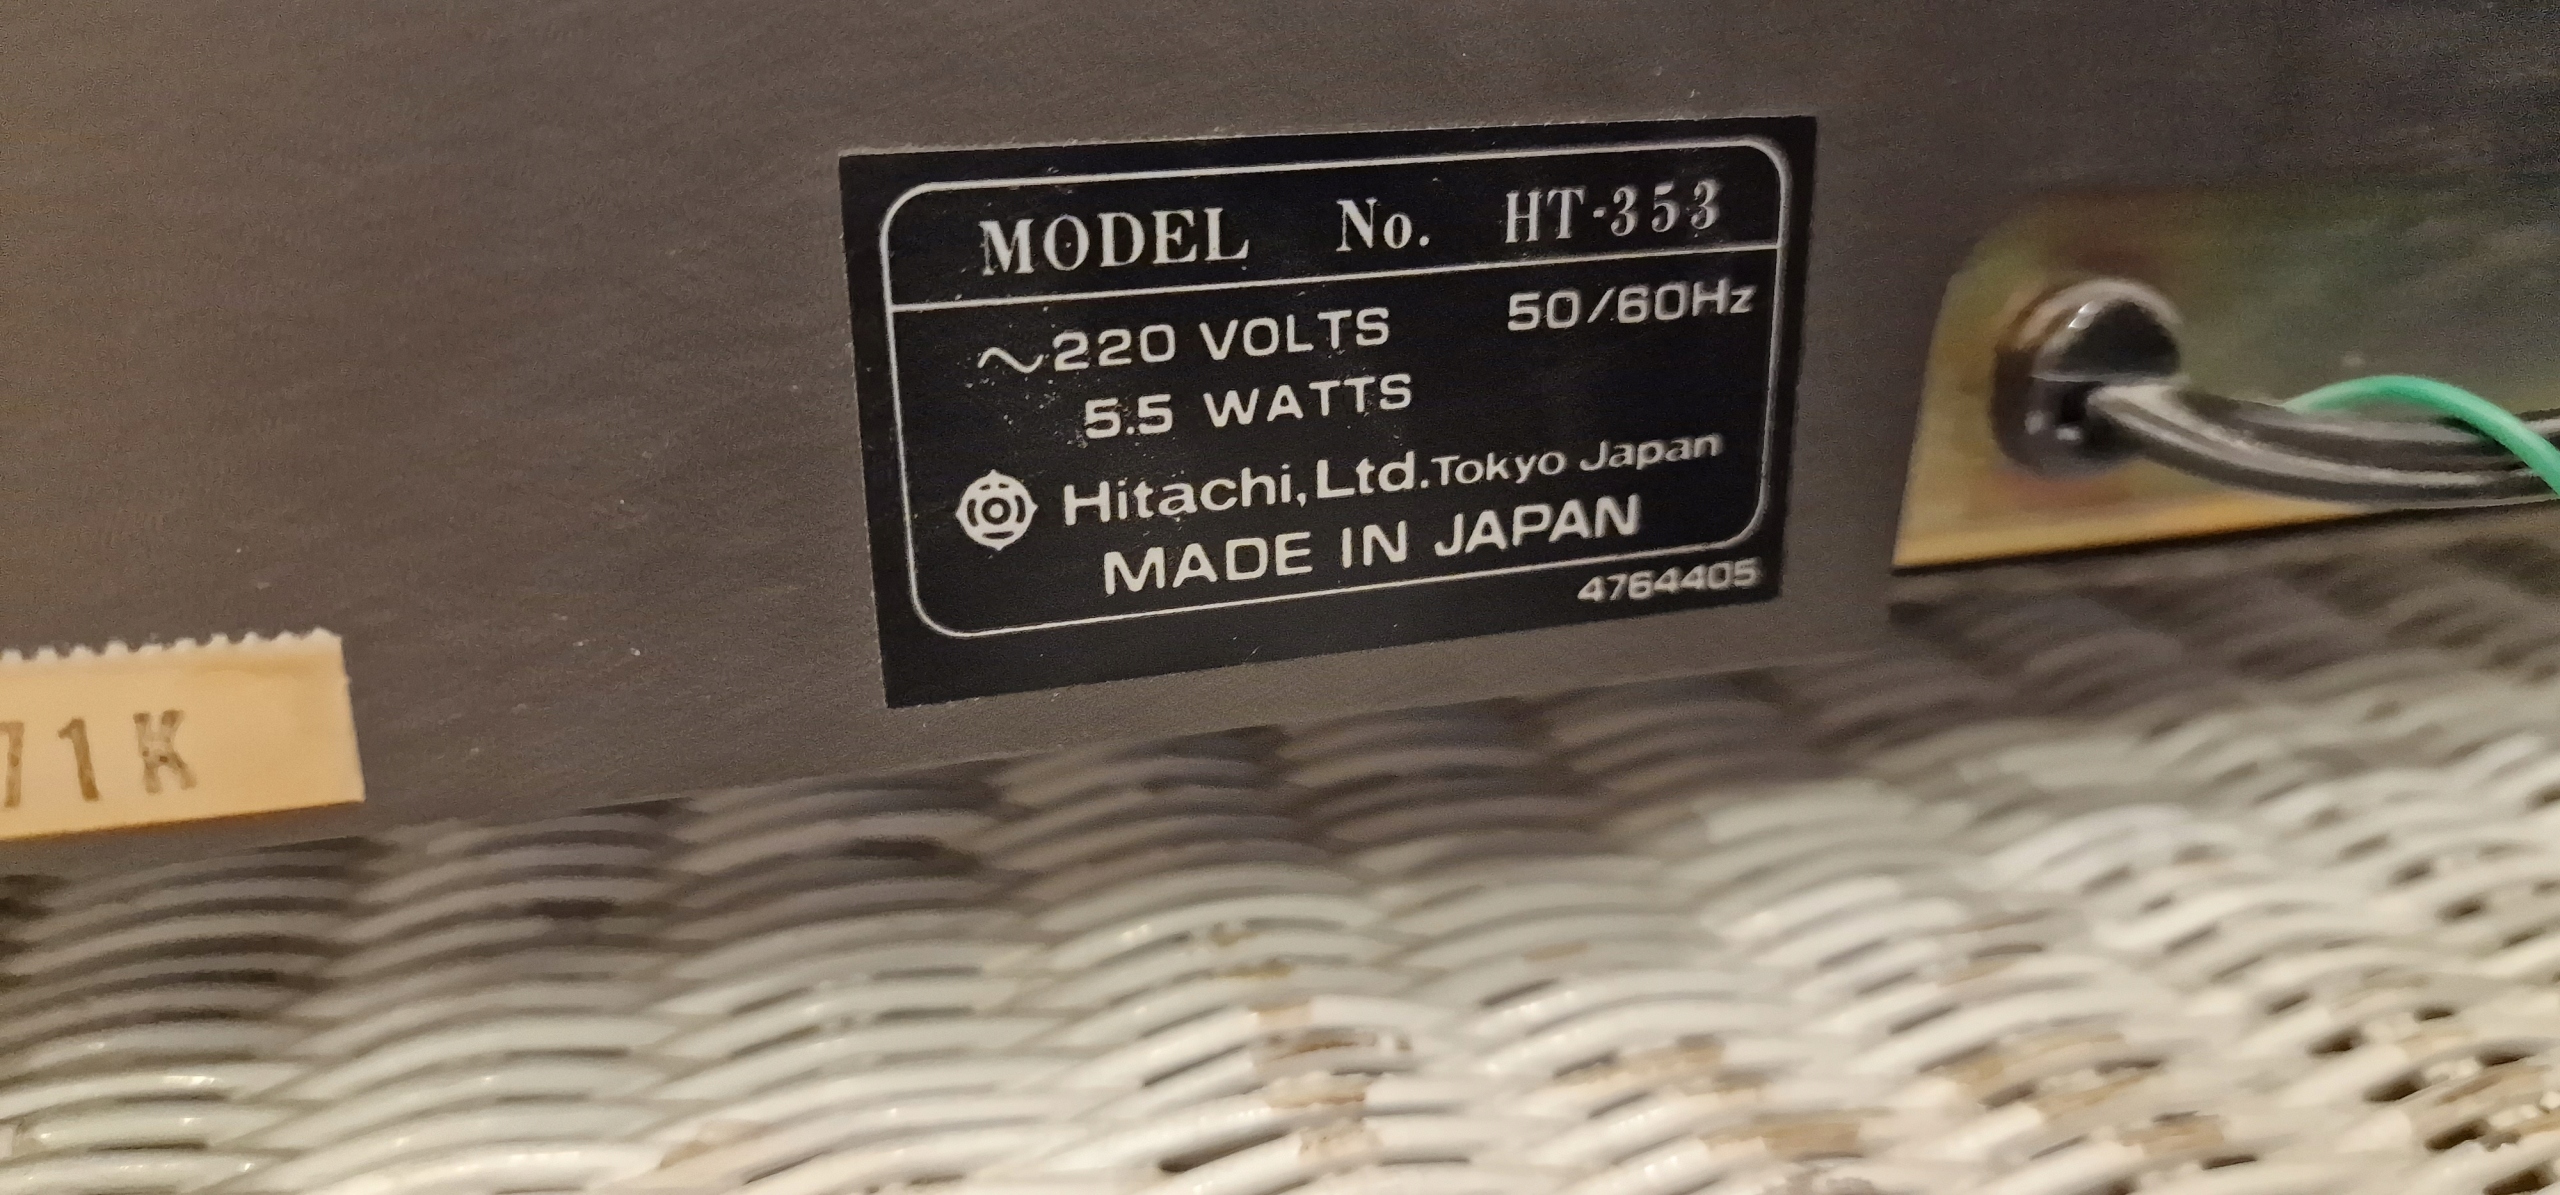 MODEL No. HT-353
~220 VOLTS 50/60Hz
5.5 WATTS
Hitachi, Ltd. Tokyo Japan
MADE IN JAPAN
4764405
71K